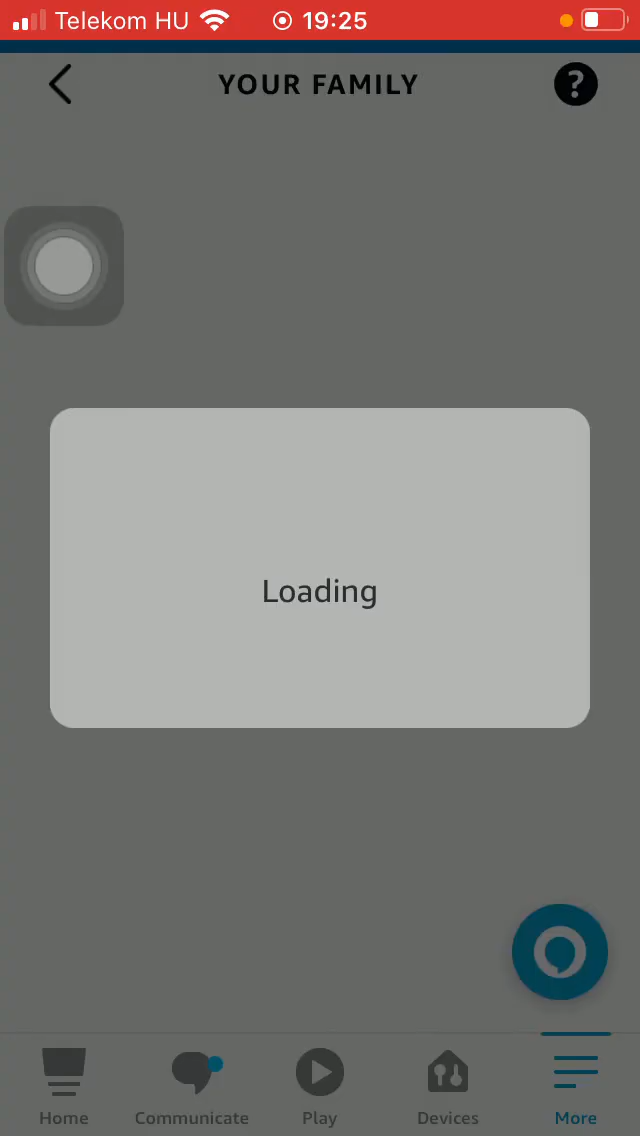 Telekom HU 19:25
YOUR FAMILY
?
Loading
Home Communicate Play Devices More